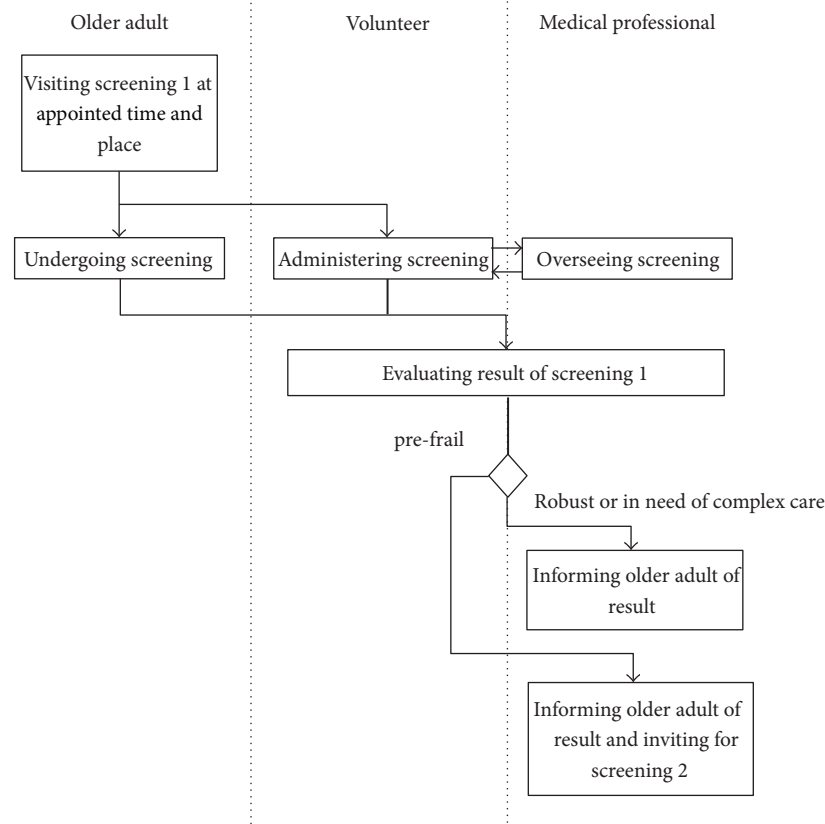 Older adult
Volunteer
Medical professional
Visiting screening 1 at
appointed time and
place
Undergoing screening
Administering screening
Overseeing screening
Evaluating result of screening 1
pre-frail
Robust or in need of complex care
Informing older adult of
result
Informing older adult of
result and inviting for
screening 2